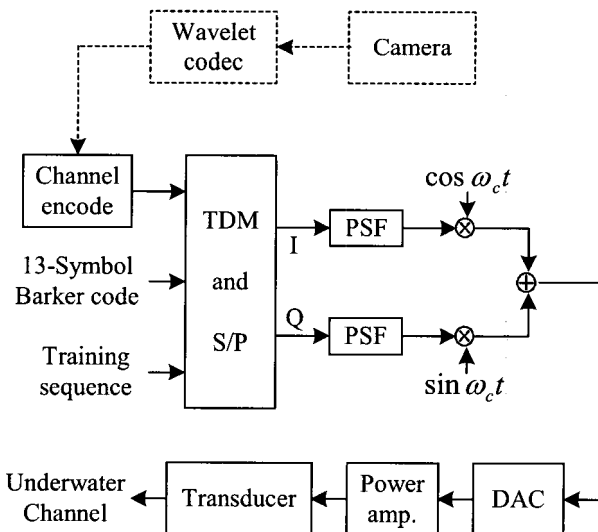 Wavelet
codec
Camera
Channel
encode
cos ω_c t
TDM
and
S/P
I
PSF
13-Symbol
Barker code
Q
PSF
Training
sequence
sin ω_c t
Underwater
Channel
Transducer
Power
amp.
DAC